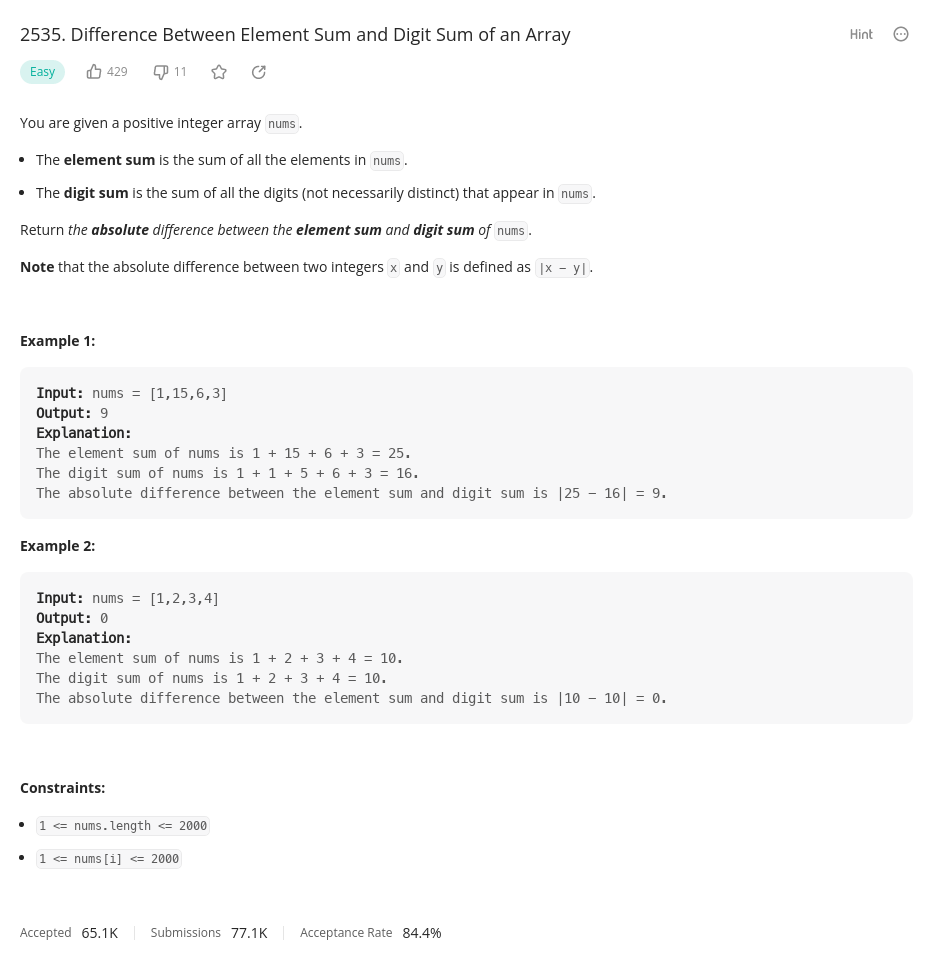 2535. Difference Between Element Sum and Digit Sum of an Array
Hint
Easy 429 11
You are given a positive integer array nums.
• The element sum is the sum of all the elements in nums.
• The digit sum is the sum of all the digits (not necessarily distinct) that appear in nums.
Return the absolute difference between the element sum and digit sum of nums.
Note that the absolute difference between two integers x and y is defined as |x - y|.
Example 1:
Input: nums = [1,15,6,3]
Output: 9
Explanation:
The element sum of nums is 1 + 15 + 6 + 3 = 25.
The digit sum of nums is 1 + 1 + 5 + 6 + 3 = 16.
The absolute difference between the element sum and digit sum is |25 - 16| = 9.
Example 2:
Input: nums = [1,2,3,4]
Output: 0
Explanation:
The element sum of nums is 1 + 2 + 3 + 4 = 10.
The digit sum of nums is 1 + 2 + 3 + 4 = 10.
The absolute difference between the element sum and digit sum is |10 - 10| = 0.
Constraints:
• 1 <= nums.length <= 2000
• 1 <= nums[i] <= 2000
Accepted 65.1K Submissions 77.1K Acceptance Rate 84.4%